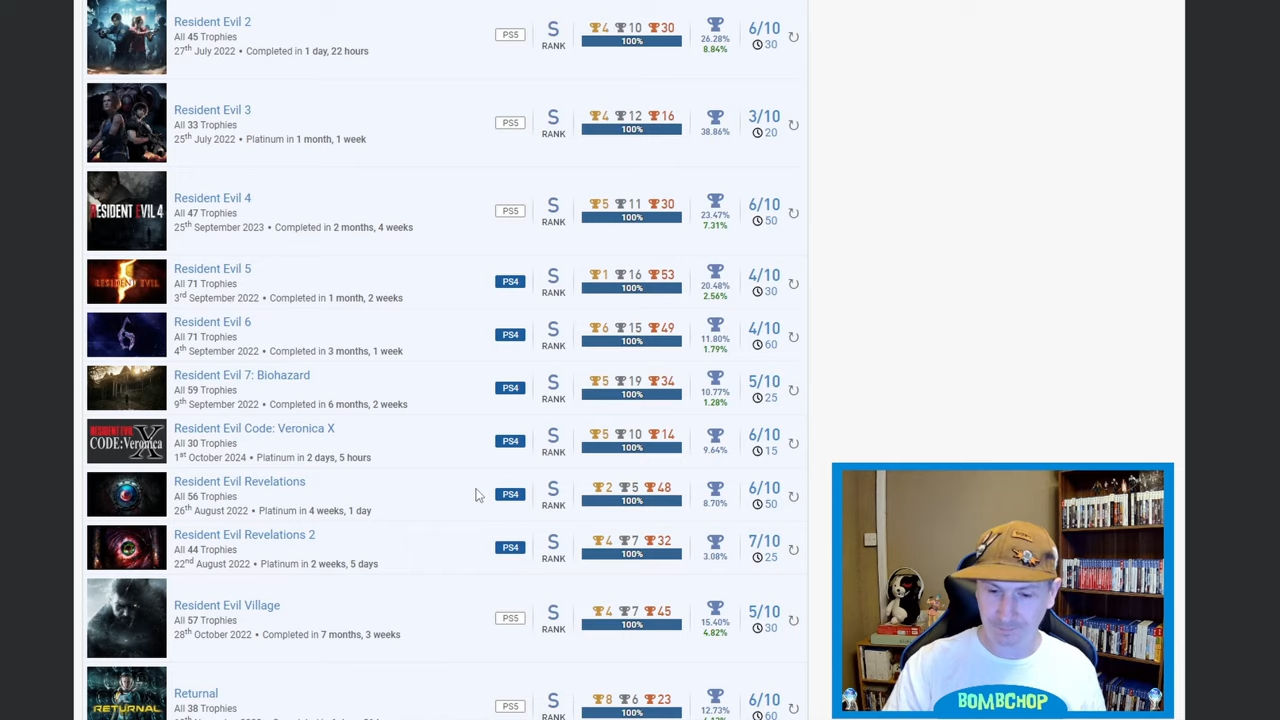 Resident Evil 2
All 45 Trophies
27th July 2022 • Completed in 1 day, 22 hours
PS5
S
RANK
4 10 30
100%
26.28%
8.84%
6/10
30
Resident Evil 3
All 33 Trophies
25th July 2022 • Platinum in 1 month, 1 week
PS5
S
RANK
4 12 16
100%
38.86%
3/10
20
RESIDENT EVIL 4
Resident Evil 4
All 47 Trophies
25th September 2023 • Completed in 2 months, 4 weeks
PS5
S
RANK
5 11 30
100%
23.47%
7.31%
6/10
50
RESIDENT EVIL
5
Resident Evil 5
All 71 Trophies
3rd September 2022 • Completed in 1 month, 2 weeks
PS4
S
RANK
1 16 53
100%
20.48%
2.56%
4/10
30
Resident Evil 6
All 71 Trophies
4th September 2022 • Completed in 3 months, 1 week
PS4
S
RANK
6 15 49
100%
11.80%
1.79%
4/10
60
Resident Evil 7: Biohazard
All 59 Trophies
9th September 2022 • Completed in 6 months, 2 weeks
PS4
S
RANK
5 19 34
100%
10.77%
1.28%
5/10
25
RESIDENT EVIL
CODE:Veronica
X
Resident Evil Code: Veronica X
All 30 Trophies
1st October 2024 • Platinum in 2 days, 5 hours
PS4
S
RANK
5 10 14
100%
9.64%
6/10
15
Resident Evil Revelations
All 56 Trophies
26th August 2022 • Platinum in 4 weeks, 1 day
PS4
S
RANK
2 5 48
100%
8.70%
6/10
50
Resident Evil Revelations 2
All 44 Trophies
22nd August 2022 • Platinum in 2 weeks, 5 days
PS4
S
RANK
4 7 32
100%
3.08%
7/10
25
Resident Evil Village
All 57 Trophies
28th October 2022 • Completed in 7 months, 3 weeks
PS5
S
RANK
4 7 45
100%
15.40%
4.82%
5/10
30
RETURNAL
Returnal
All 38 Trophies
PS5
S
RANK
8 6 23
100%
12.73%
6/10
60
BOMBCHOP